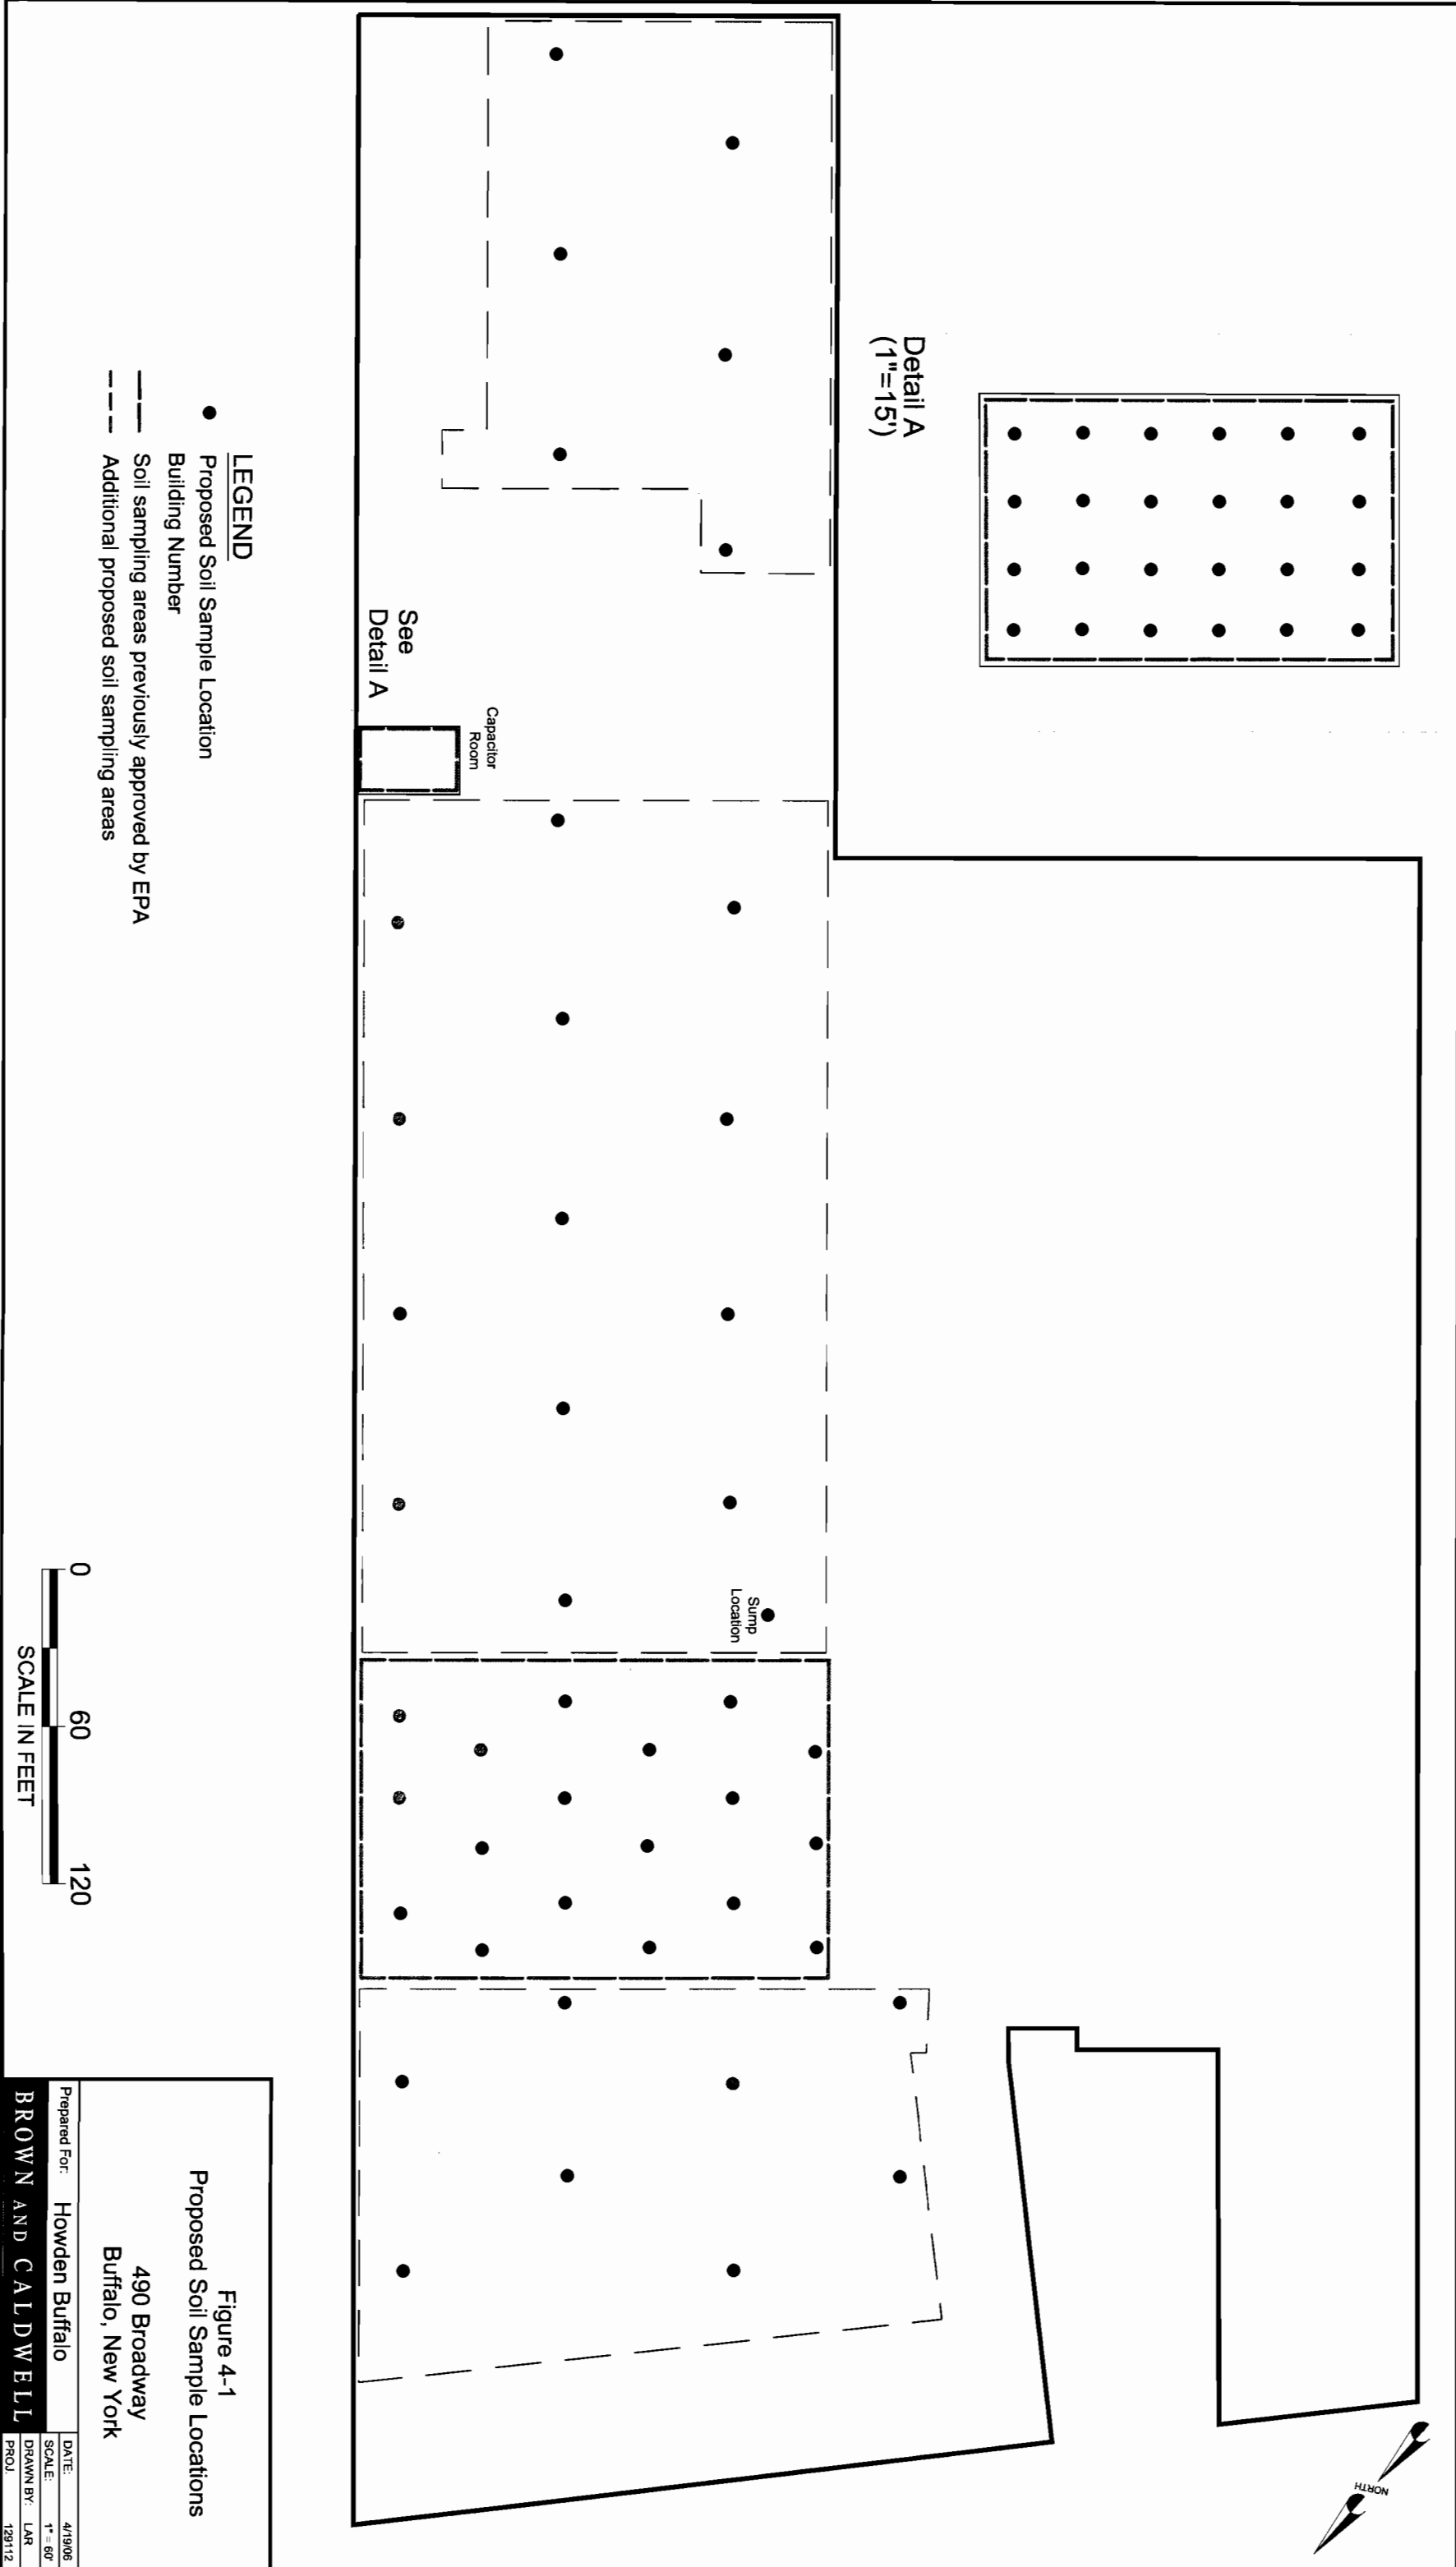 Detail A
(1"=15')
See
Detail A
Capacitor
Room
Sump
Location
LEGEND
Proposed Soil Sample Location
Building Number
Soil sampling areas previously approved by EPA
Additional proposed soil sampling areas
0 60 120
SCALE IN FEET
NORTH
Figure 4-1
Proposed Soil Sample Locations
490 Broadway
Buffalo, New York
Prepared For: Howden Buffalo
BROWN AND CALDWELL
DATE: 4/19/06
SCALE: 1" = 60'
DRAWN BY: LAR
PROJ. 129112